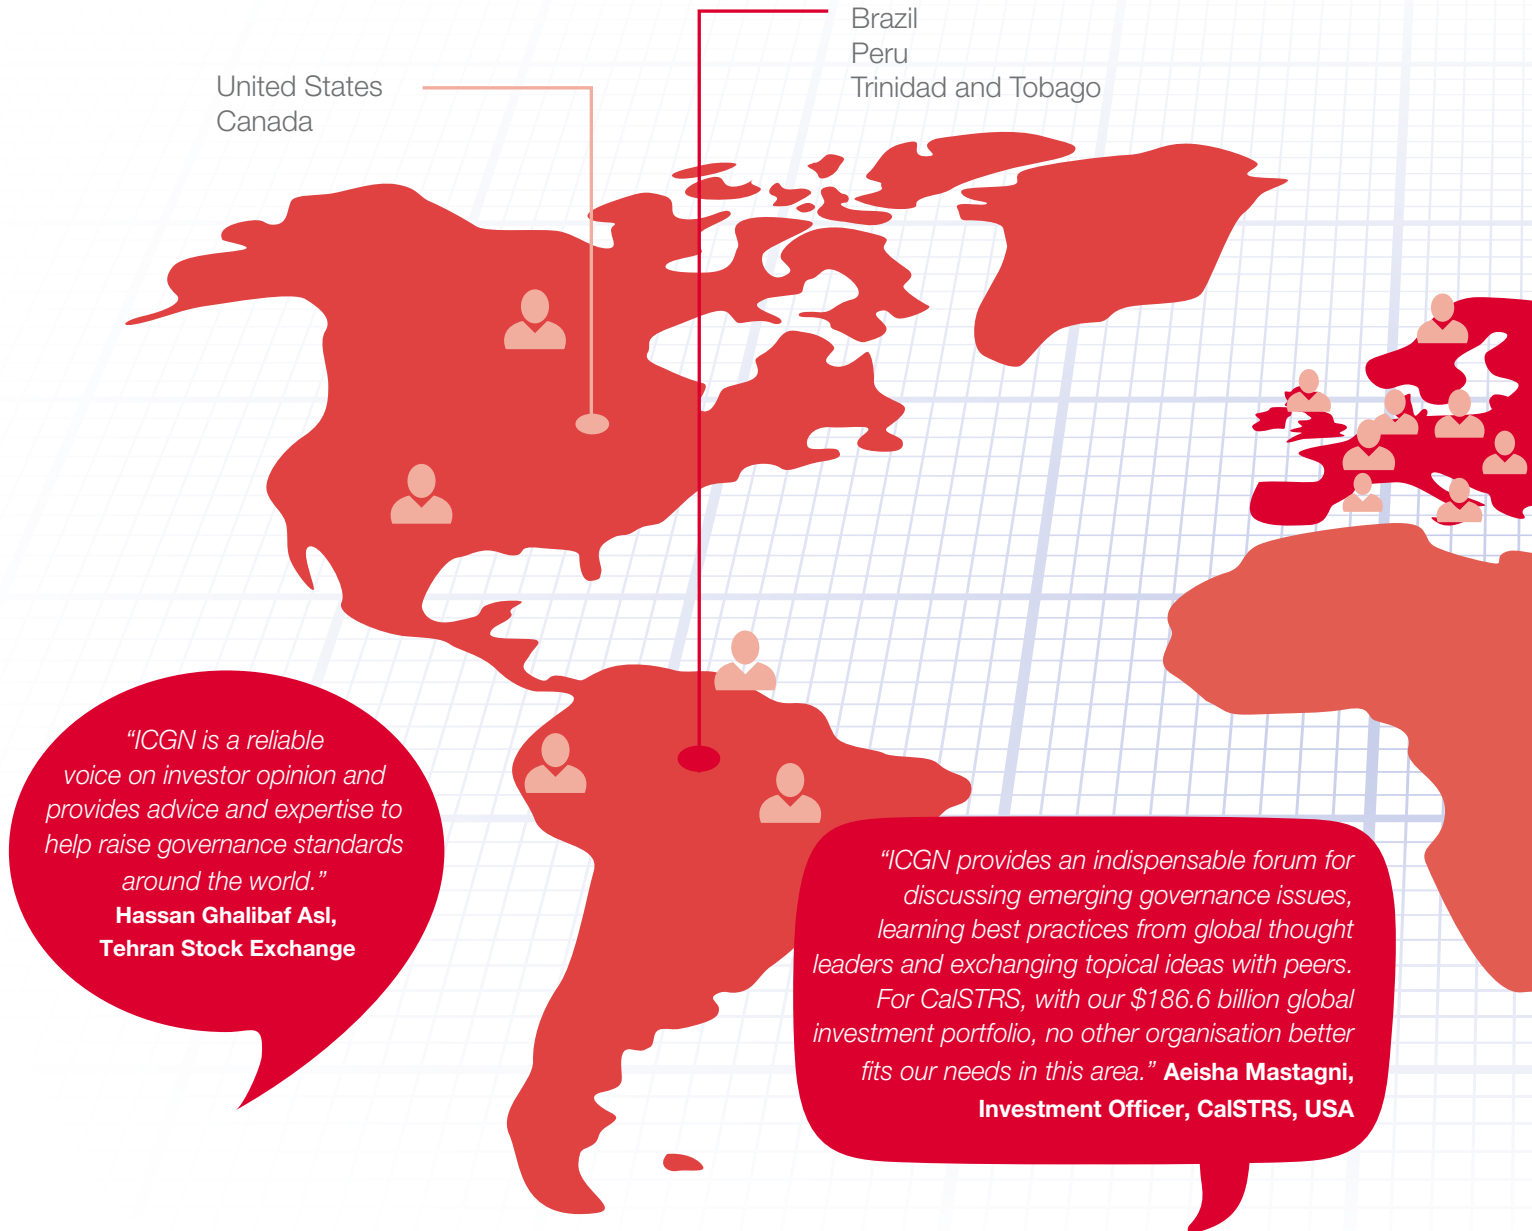 Brazil
Peru
Trinidad and Tobago
United States
Canada
“ICGN is a reliable
voice on investor opinion and
provides advice and expertise to
help raise governance standards
around the world.”
Hassan Ghalibaf Asl,
Tehran Stock Exchange
“ICGN provides an indispensable forum for
discussing emerging governance issues,
learning best practices from global thought
leaders and exchanging topical ideas with peers.
For CalSTRS, with our $186.6 billion global
investment portfolio, no other organisation better
fits our needs in this area.” Aeisha Mastagni,
Investment Officer, CalSTRS, USA